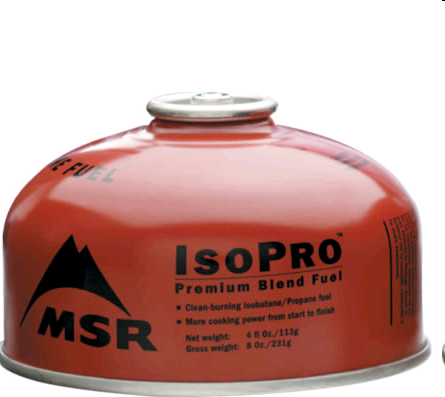 E FUEL
MSR
IsoPRO™
Premium Blend Fuel
▪ Clean-burning Isobutane/Propane fuel
▪ More cooking power from start to finish
Net weight: 4 fl Oz./113g
Gross weight: 8 Oz./231g